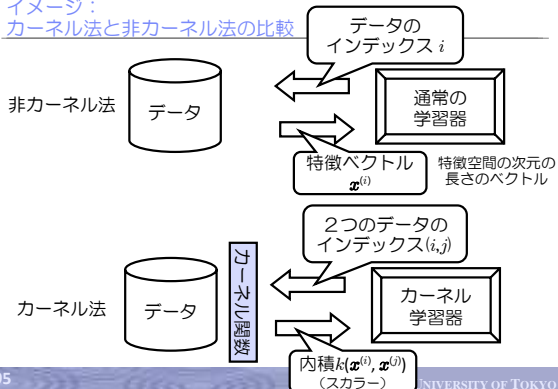 イメージ：
カーネル法と非カーネル法の比較
データの
インデックス i
非カーネル法
データ
通常の
学習器
特徴ベクトル
x^(i)
特徴空間の次元の
長さのベクトル
2つのデータの
インデックス(i,j)
カーネル法
データ
カーネル関数
カーネル
学習器
内積k(x^(i), x^(j))
（スカラー）
UNIVERSITY OF TOKYO